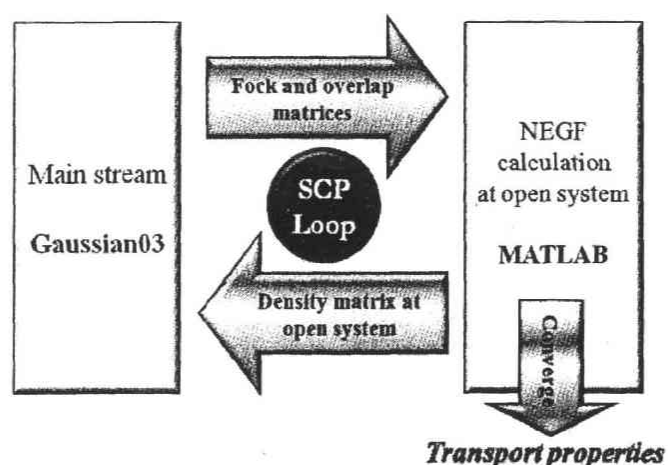 Main stream
Gaussian03
Fock and overlap
matrices
SCP
Loop
Density matrix at
open system
NEGF
calculation
at open system
MATLAB
Converge
Transport properties